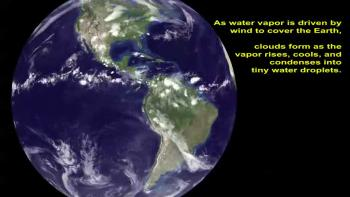 As water vapor is driven by
wind to cover the Earth,
clouds form as the
vapor rises, cools, and
condenses into
tiny water droplets.